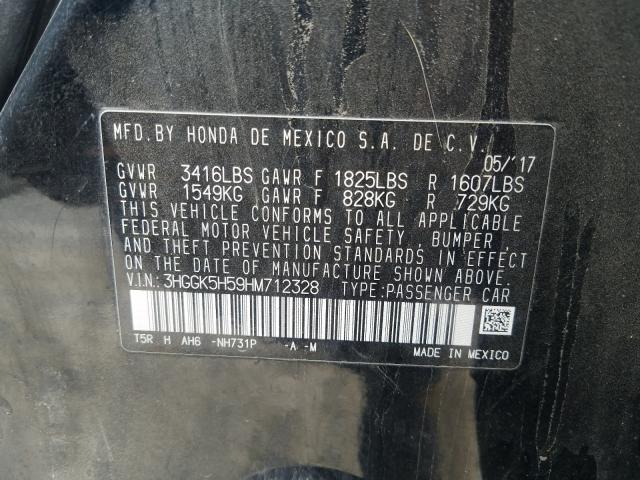 MFD.BY HONDA DE MEXICO S.A. DE C.V.
05/'17
GVWR 3416LBS GAWR F 1825LBS R 1607LBS
GVWR 1549KG GAWR F 828KG R 729KG
THIS VEHICLE CONFORMS TO ALL APPLICABLE
FEDERAL MOTOR VEHICLE SAFETY, BUMPER ,
AND THEFT PREVENTION STANDARDS IN EFFECT
ON THE DATE OF MANUFACTURE SHOWN ABOVE.
V.I.N.: 3HGGK5H59HM712328 TYPE:PASSENGER CAR
T5R H AH6 -NH731P -A -M
MADE IN MEXICO